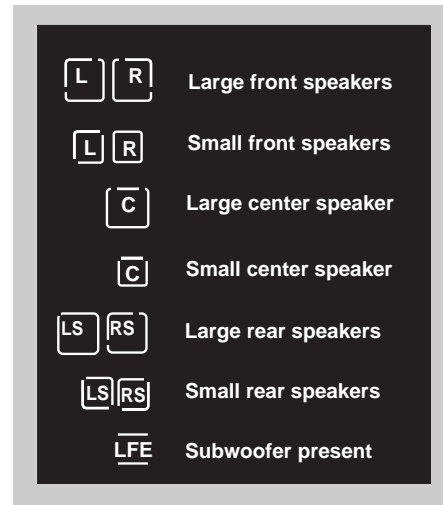 L R Large front speakers
L R Small front speakers
C Large center speaker
C Small center speaker
LS RS Large rear speakers
LS RS Small rear speakers
LFE Subwoofer present